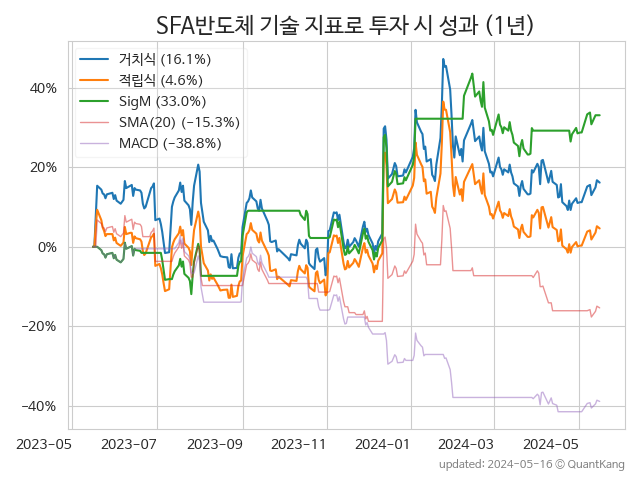 SFA반도체 기술 지표로 투자 시 성과 (1년)
거치식 (16.1%)
적립식 (4.6%)
SigM (33.0%)
SMA(20) (−15.3%)
MACD (−38.8%)
40%
20%
0%
−20%
−40%
2023-05 2023-07 2023-09 2023-11 2024-01 2024-03 2024-05
updated: 2024-05-16 © QuantKang